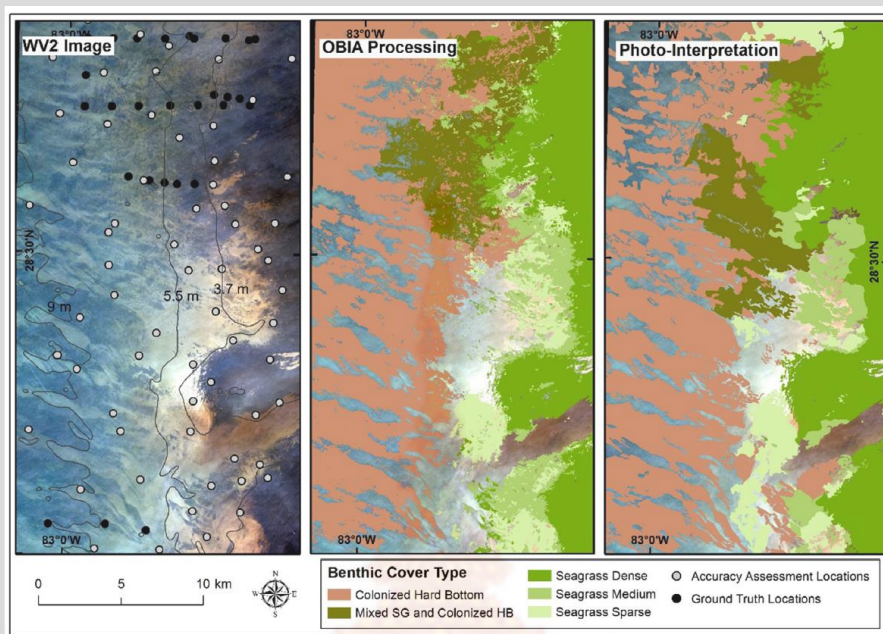 WV2 Image
83°0'W
OBIA Processing
83°0'W
Photo-Interpretation
28°30'N
9 m
5.5 m
3.7 m
28°30'N
83°0'W
83°0'W
83°0'W
0 5 10 km
N
W E
S
Benthic Cover Type
Colonized Hard Bottom
Mixed SG and Colonized HB
Seagrass Dense
Seagrass Medium
Seagrass Sparse
Accuracy Assessment Locations
Ground Truth Locations